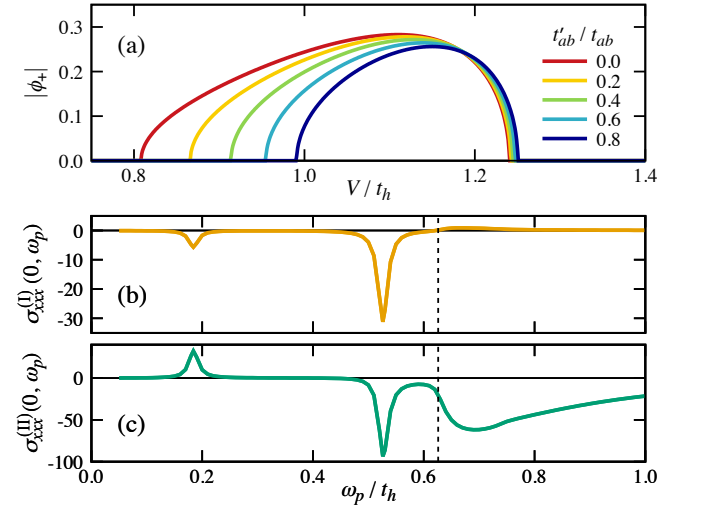 0.3
0.2
0.1
0.0
|ϕ₊|
(a)
t′ab / tab
0.0
0.2
0.4
0.6
0.8
0.8
1.0
1.2
1.4
V / th
0
-10
-20
-30
σxxx(I)(0, ωp)
(b)
0
-50
-100
σxxx(II)(0, ωp)
(c)
0.0
0.2
0.4
0.6
0.8
1.0
ωp / th